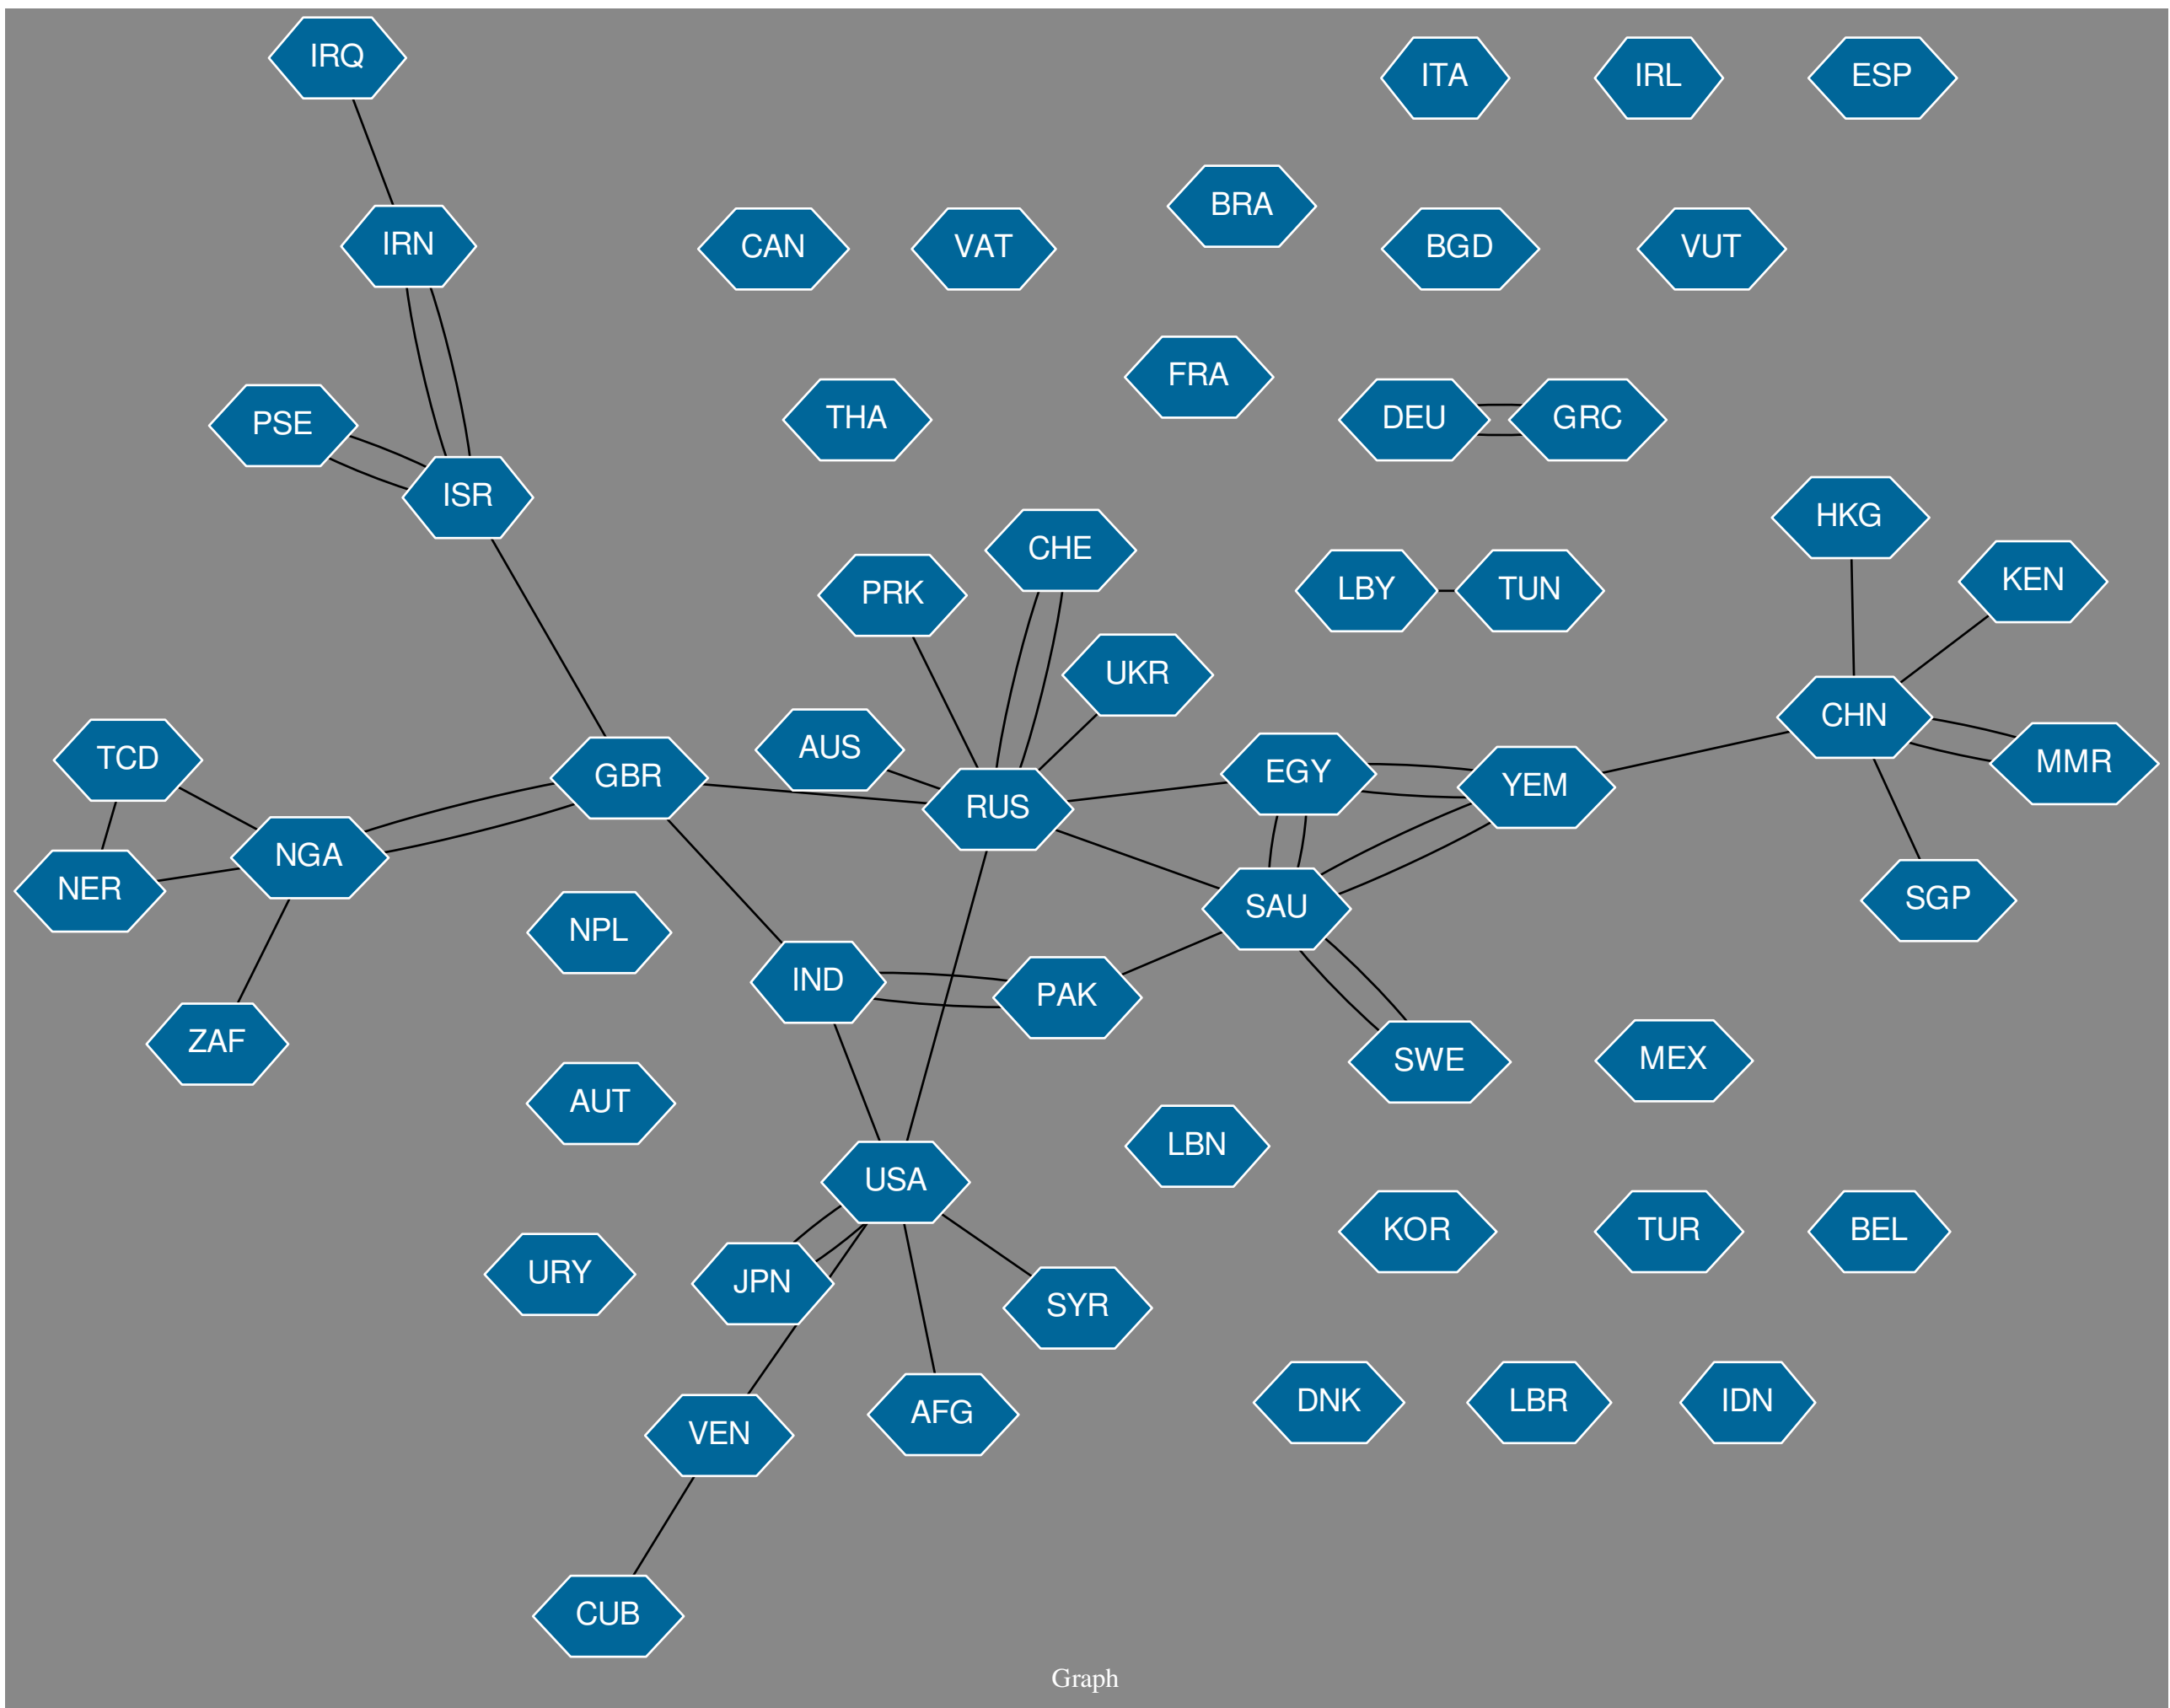 IRQ
ITA
IRL
ESP
BRA
IRN
CAN
VAT
BGD
VUT
FRA
PSE
THA
DEU
GRC
ISR
HKG
CHE
PRK
LBY
TUN
KEN
UKR
CHN
AUS
TCD
GBR
EGY
YEM
MMR
RUS
NGA
NER
SAU
SGP
NPL
IND
PAK
ZAF
SWE
MEX
AUT
LBN
USA
KOR
TUR
BEL
URY
JPN
SYR
DNK
LBR
IDN
AFG
VEN
CUB
Graph